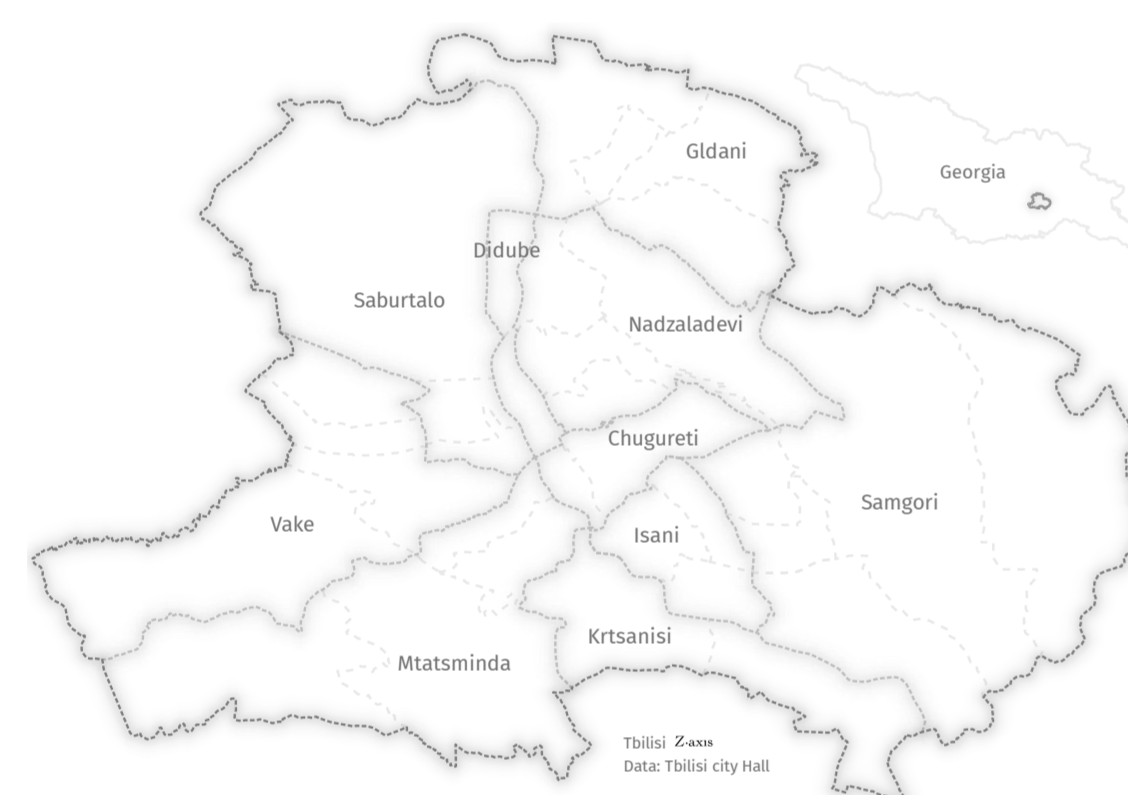 Gldani
Georgia
Didube
Saburtalo
Nadzaladevi
Chugureti
Samgori
Vake
Isani
Krtsanisi
Mtatsminda
Tbilisi Z-axis
Data: Tbilisi city Hall